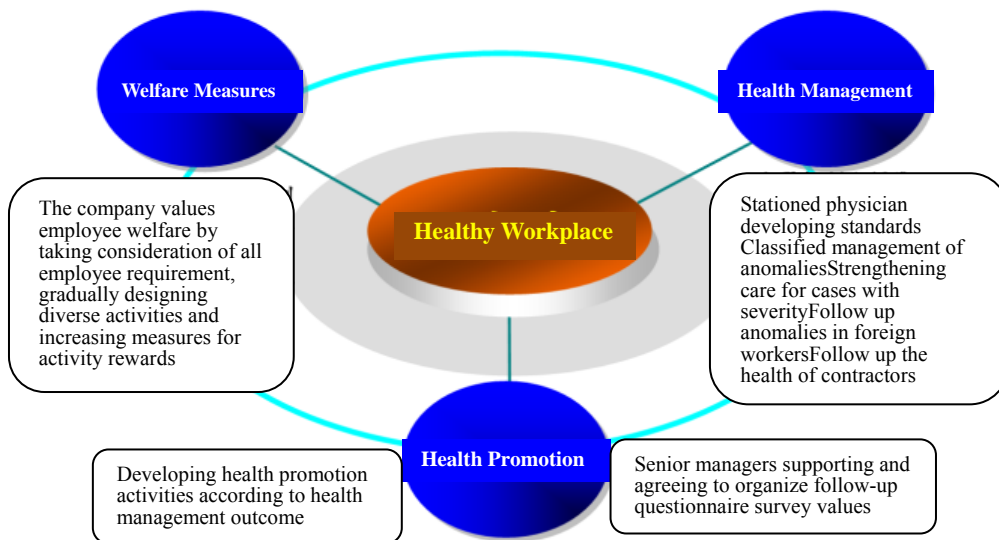 Welfare Measures
Health Management
The company values
employee welfare by
taking consideration of all
employee requirement,
gradually designing
diverse activities and
increasing measures for
activity rewards
Healthy Workplace
Stationed physician
developing standards
Classified management of
anomaliesStrengthening
care for cases with
severityFollow up
anomalies in foreign
workersFollow up the
health of contractors
Health Promotion
Developing health promotion
activities according to health
management outcome
Senior managers supporting and
agreeing to organize follow-up
questionnaire survey values